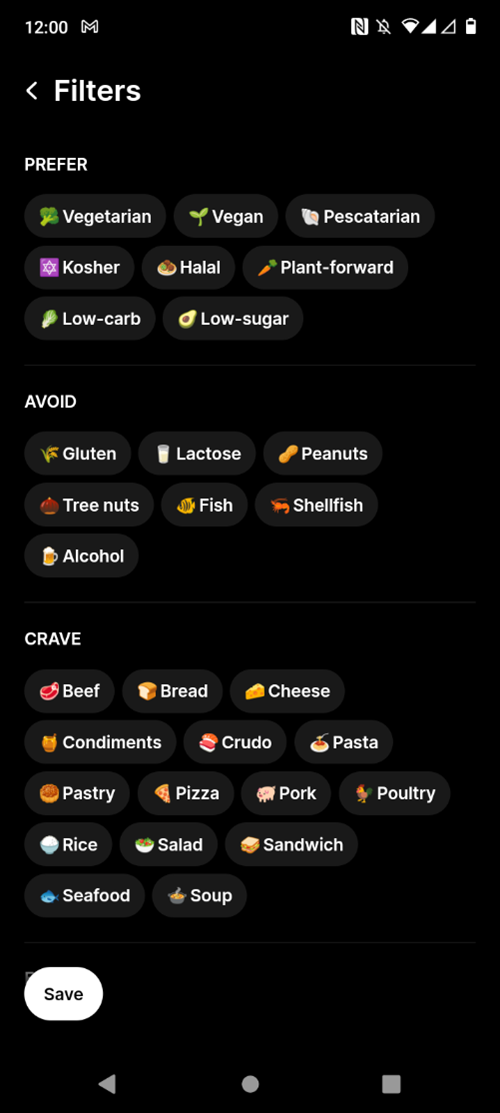 12:00
Filters
PREFER
Vegetarian Vegan Pescatarian
Kosher Halal Plant-forward
Low-carb Low-sugar
AVOID
Gluten Lactose Peanuts
Tree nuts Fish Shellfish
Alcohol
CRAVE
Beef Bread Cheese
Condiments Crudo Pasta
Pastry Pizza Pork Poultry
Rice Salad Sandwich
Seafood Soup
Save